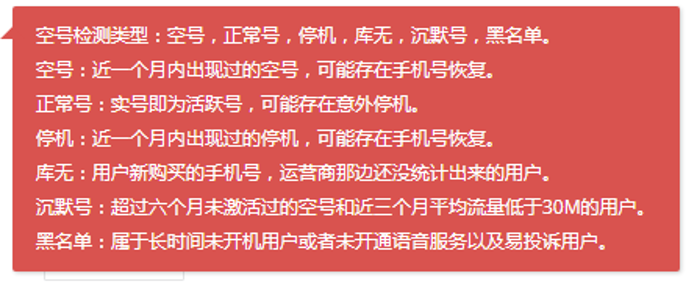 空号检测类型：空号，正常号，停机，库无，沉默号，黑名单。
空号：近一个月内出现过的空号，可能存在手机号恢复。
正常号：实号即为活跃号，可能存在意外停机。
停机：近一个月内出现过的停机，可能存在手机号恢复。
库无：用户新购买的手机号，运营商那边还没统计出来的用户。
沉默号：超过六个月未激活过的空号和近三个月平均流量低于30M的用户。
黑名单：属于长时间未开机用户或者未开通语音服务以及易投诉用户。